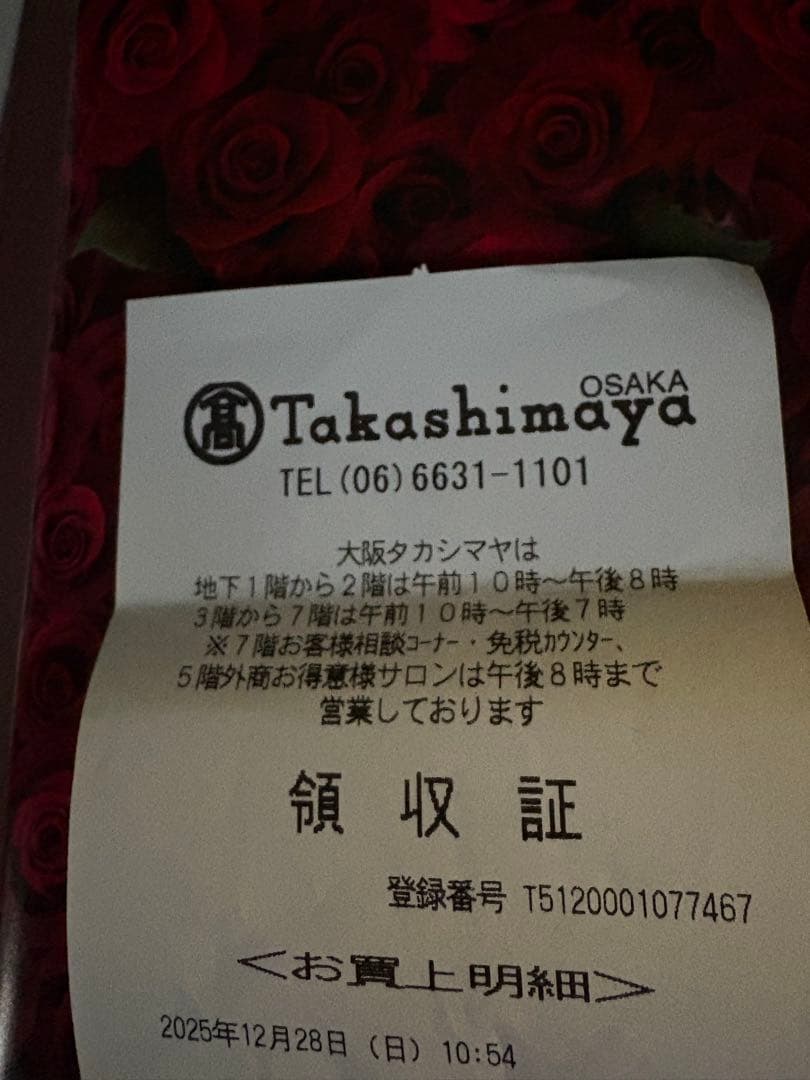 髙 Takashimaya OSAKA
TEL(06)6631-1101
大阪タカシマヤは
地下1階から2階は午前10時~午後8時
3階から7階は午前10時~午後7時
※7階お客様相談ｺｰﾅｰ・免税ｶｳﾝﾀｰ、
5階外商お得意様サロンは午後8時まで
営業しております
領収証
登録番号 T5120001077467
<お買上明細>
2025年12月28日(日) 10:54